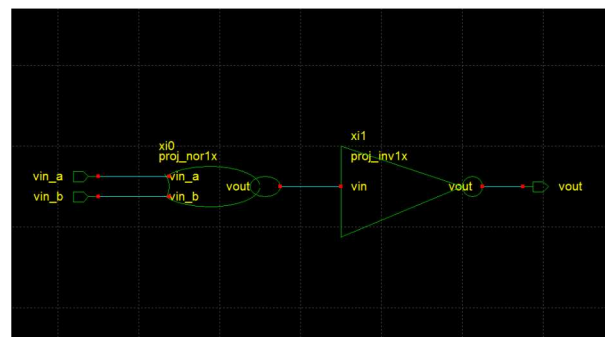 xi0
proj_nor1x
vin_a
vin_a
vin_b
vin_b
vout
xi1
proj_inv1x
vin
vout
vout